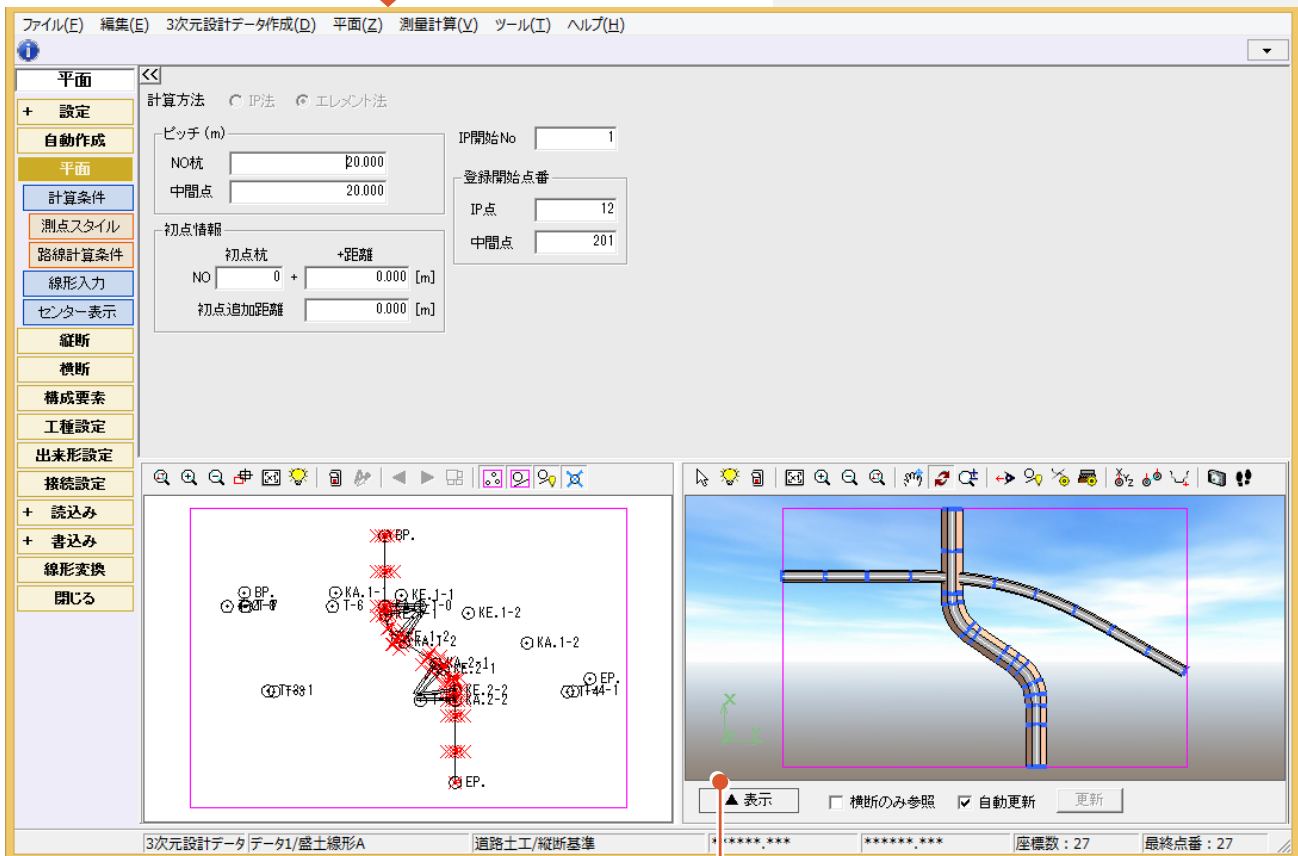 ファイル(F) 編集(E) 3次元設計データ作成(D) 平面(Z) 測量計算(V) ツール(T) ヘルプ(H)
平面
+ 設定
自動作成
平面
計算条件
測点スタイル
路線計算条件
線形入力
センター表示
縦断
横断
構成要素
工種設定
出来形設定
接続設定
+ 読込み
+ 書込み
線形変換
閉じる
<<
計算方法 IP法 エレメント法
ピッチ(m)
NO杭 20.000
中間点 20.000
初点情報
初点杭 +距離
NO 0 + 0.000 [m]
初点追加距離 0.000 [m]
IP開始No 1
登録開始点番
IP点 12
中間点 201
BP.
BP.
KA.1-1
KE.1-1
T-6
KE.1-2
KA.1-2
EP.
KE.2-2
KA.2-2
EP.
X
▲ 表示 横断のみ参照 自動更新 更新
3次元設計データ データ1/盛土線形A 道路土工/縦断基準 ******.*** ******.*** 座標数:27 最終点番:27